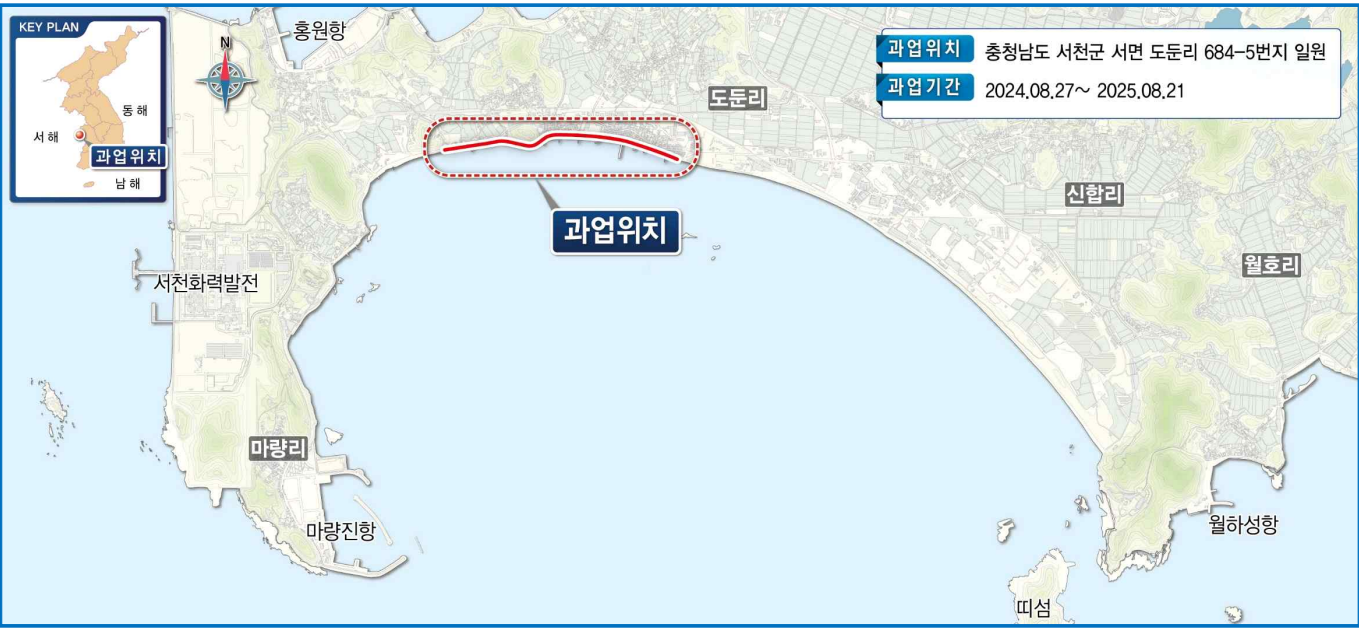 KEY PLAN
동해
서해
과업위치
남해
N
홍원항
과업위치 충청남도 서천군 서면 도둔리 684-5번지 일원
과업기간 2024.08.27~ 2025.08.21
도둔리
신합리
과업위치
월호리
서천화력발전
마량리
마량진항
월하성항
띠섬